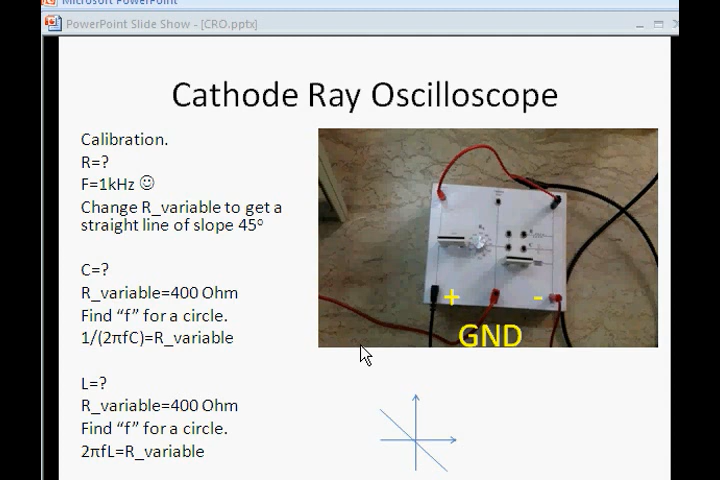 Microsoft PowerPoint
PowerPoint Slide Show - [CRO.pptx]
Cathode Ray Oscilloscope
Calibration.
R=?
F=1kHz ☺
Change R_variable to get a
straight line of slope 45º
C=?
R_variable=400 Ohm
Find “f” for a circle.
1/(2πfC)=R_variable
L=?
R_variable=400 Ohm
Find “f” for a circle.
2πfL=R_variable
+ -
GND